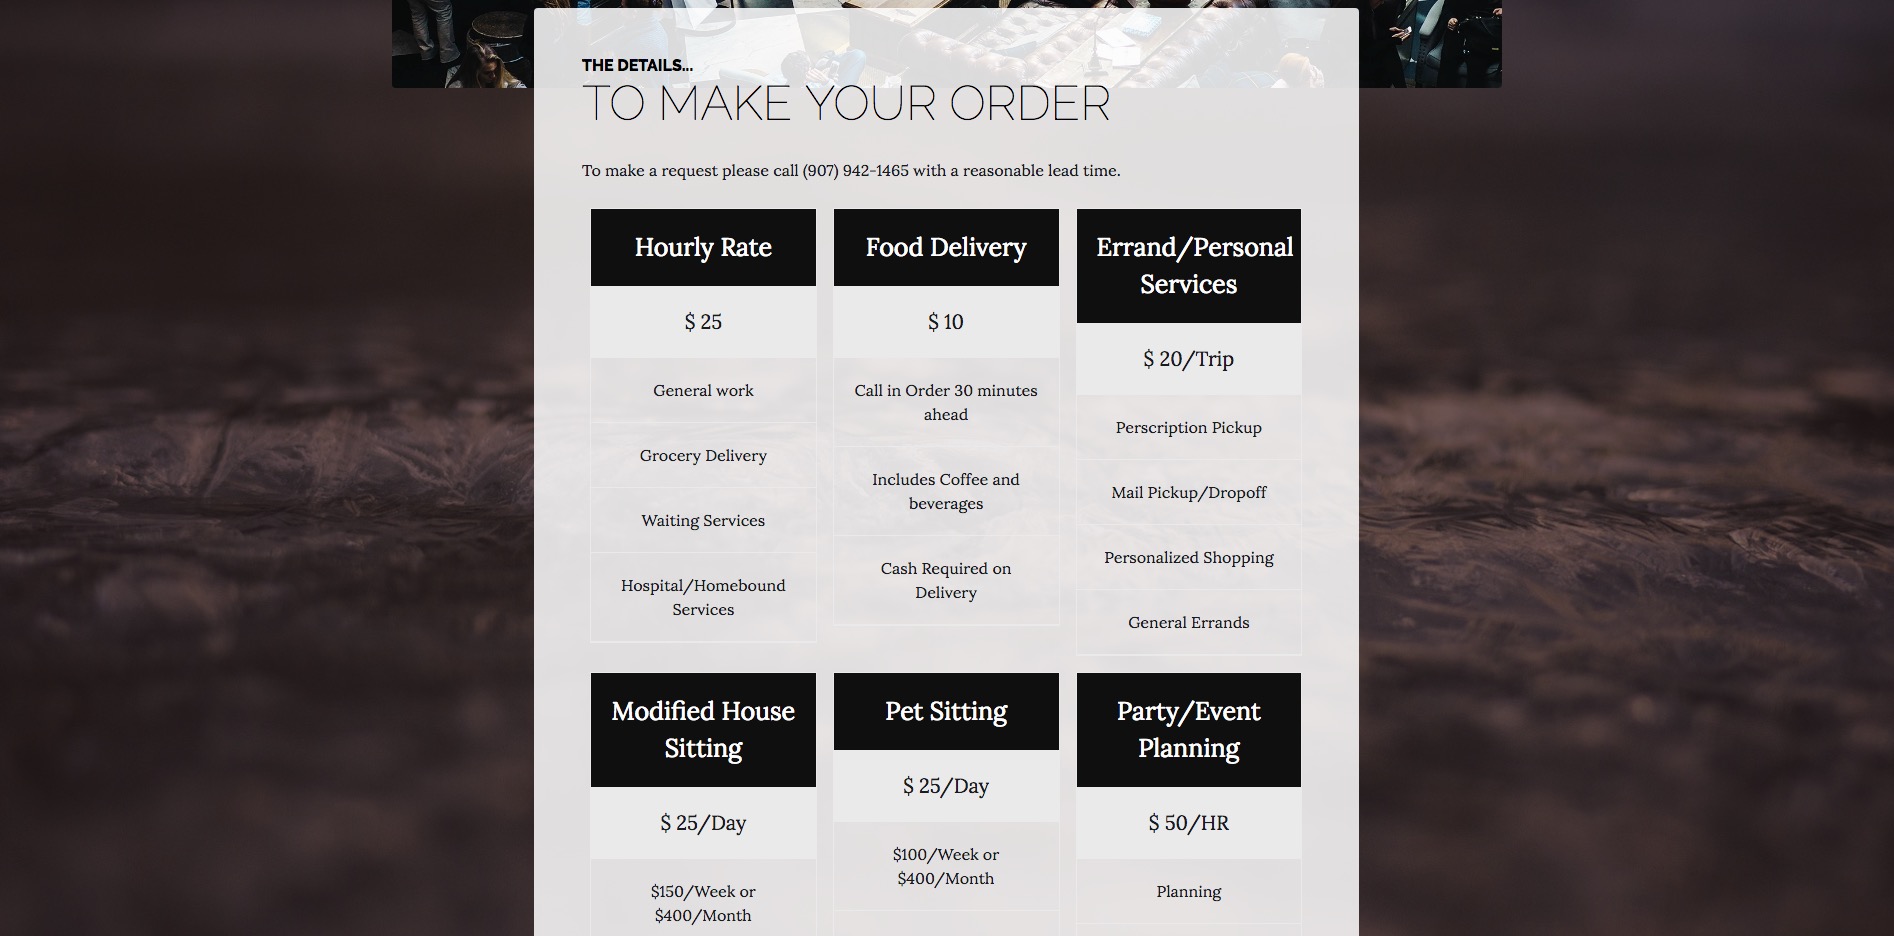 THE DETAILS...
TO MAKE YOUR ORDER
To make a request please call (907) 942-1465 with a reasonable lead time.
Hourly Rate
$ 25
General work
Grocery Delivery
Waiting Services
Hospital/Homebound
Services
Food Delivery
$ 10
Call in Order 30 minutes
ahead
Includes Coffee and
beverages
Cash Required on
Delivery
Errand/Personal
Services
$ 20/Trip
Perscription Pickup
Mail Pickup/Dropoff
Personalized Shopping
General Errands
Modified House
Sitting
$ 25/Day
$150/Week or
$400/Month
Pet Sitting
$ 25/Day
$100/Week or
$400/Month
Party/Event
Planning
$ 50/HR
Planning